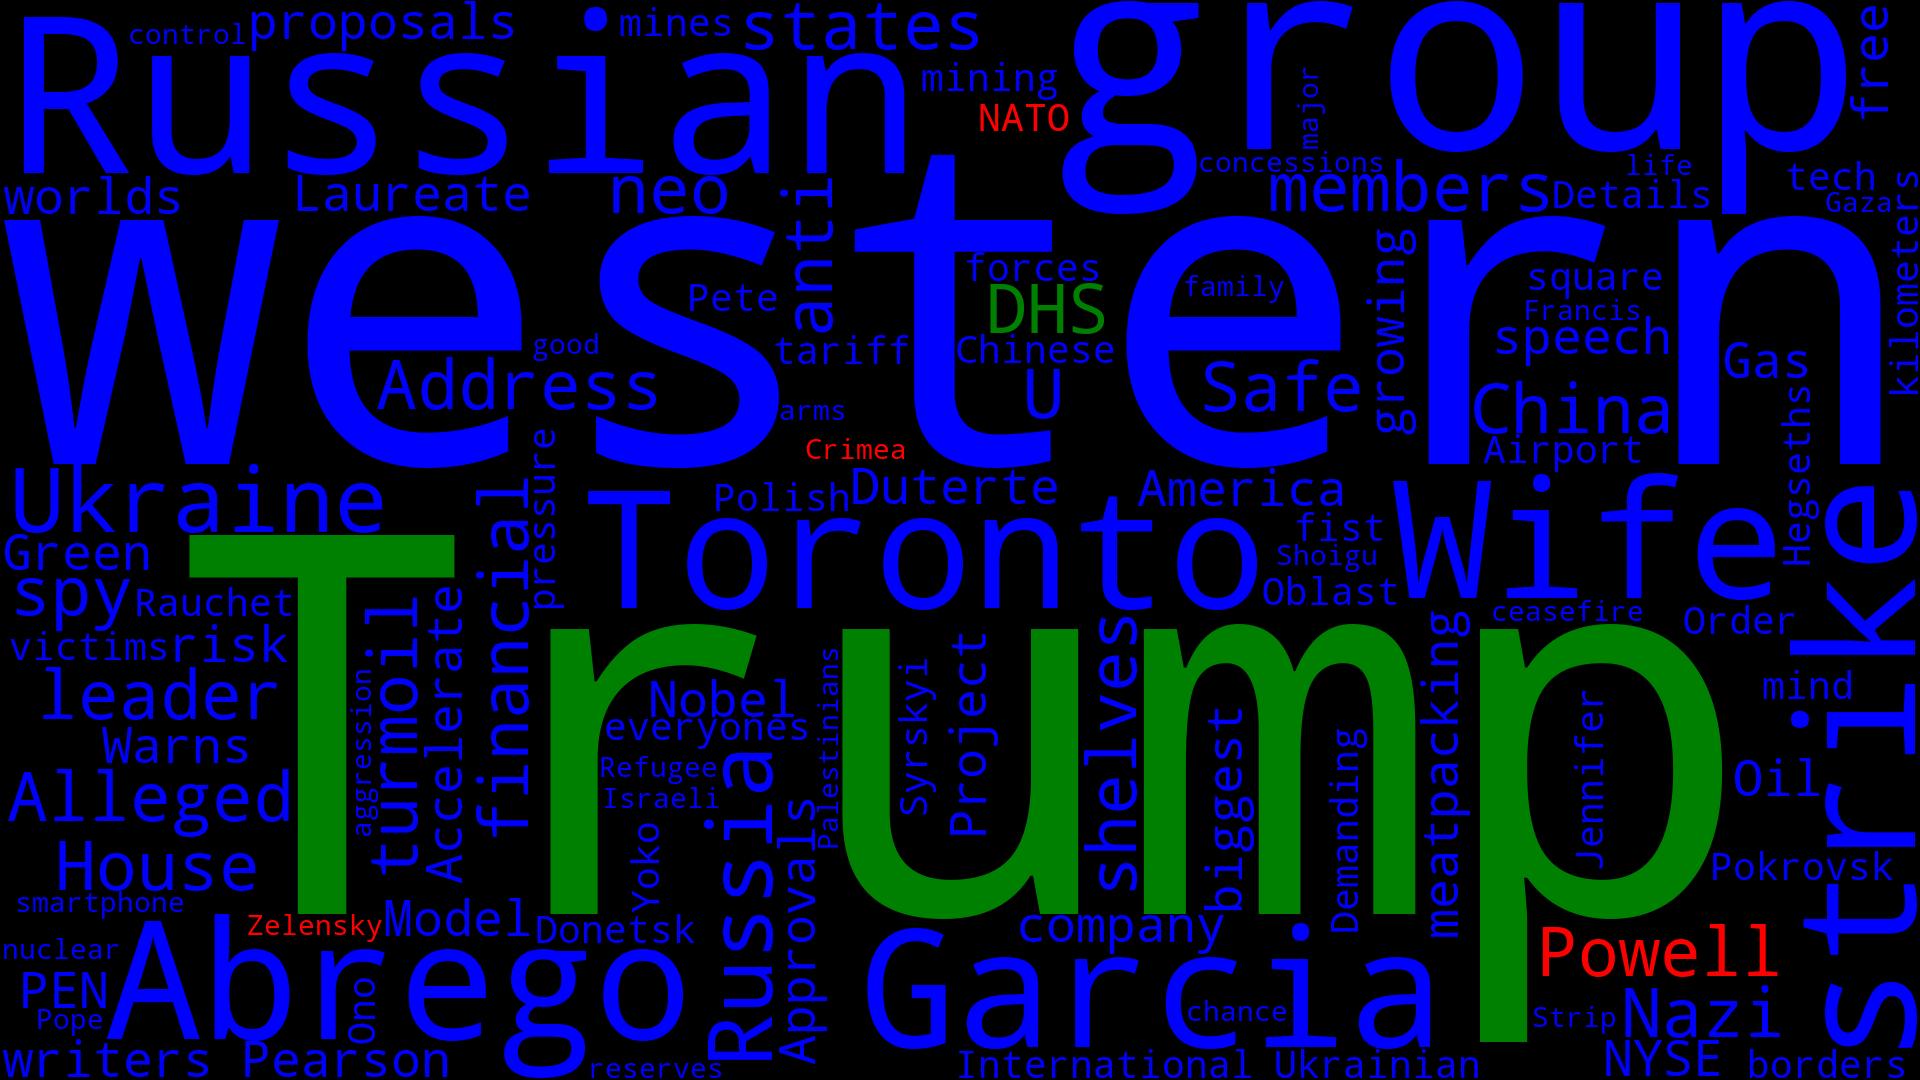 Russian
control
proposals
mines
states
group
free
mining
NATO
major
concessions
life
tech
worlds
Laureate
neo
anti
members
Details
Gaza
kilometers
western
forces
DHS
family
growing
square
Francis
speech
Pete
good
tariff
Chinese
Address
U
Safe
Gas
China
arms
Crimea
Airport
Hegseths
Ukraine
financial
pressure
Polish
Duterte
America
Toronto
fist
Shoigu
Oblast
Wife
strike
Green
spy
Rauchet
Trump
ceasefire
Order
victims
risk
turmoil
Accelerate
aggression
leader
Warns
Nobel
everyones
Refugee
Israeli
Palestinians
Syrskyi
Project
shelves
biggest
Demanding
meatpacking
Jennifer
mind
Oil
Alleged
House
Yoko
Russia
Approvals
Pokrovsk
smartphone
Zelensky
Model
Donetsk
company
Powell
nuclear
PEN
Pope
Abrego
Ono
Garcia
chance
Strip
Nazi
writers
Pearson
reserves
International
Ukrainian
NYSE
borders